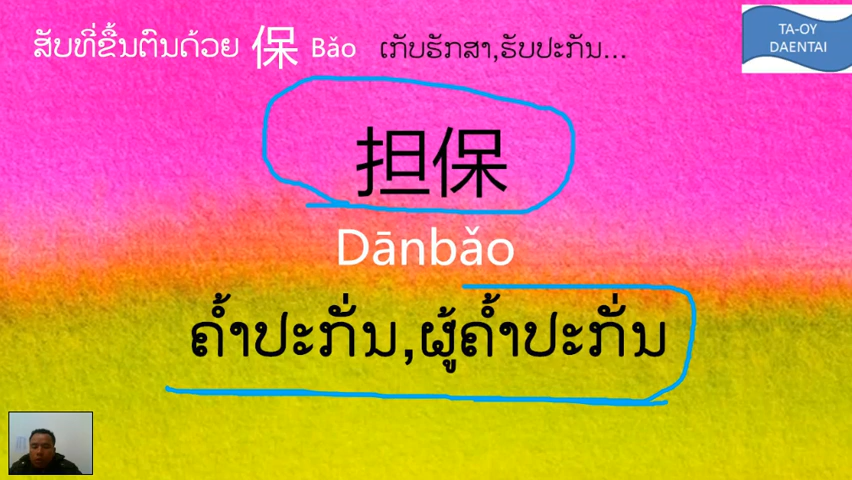 ສັບທີ່ຂຶ້ນຕົນດ້ວຍ 保 Bǎo ເກັບຮັກສາ,ຮັບປະກັນ...
TA-OY
DAENTAI
担保
Dānbǎo
ຄ້ຳປະກັ່ນ,ຜູ້ຄ້ຳປະກັ່ນ